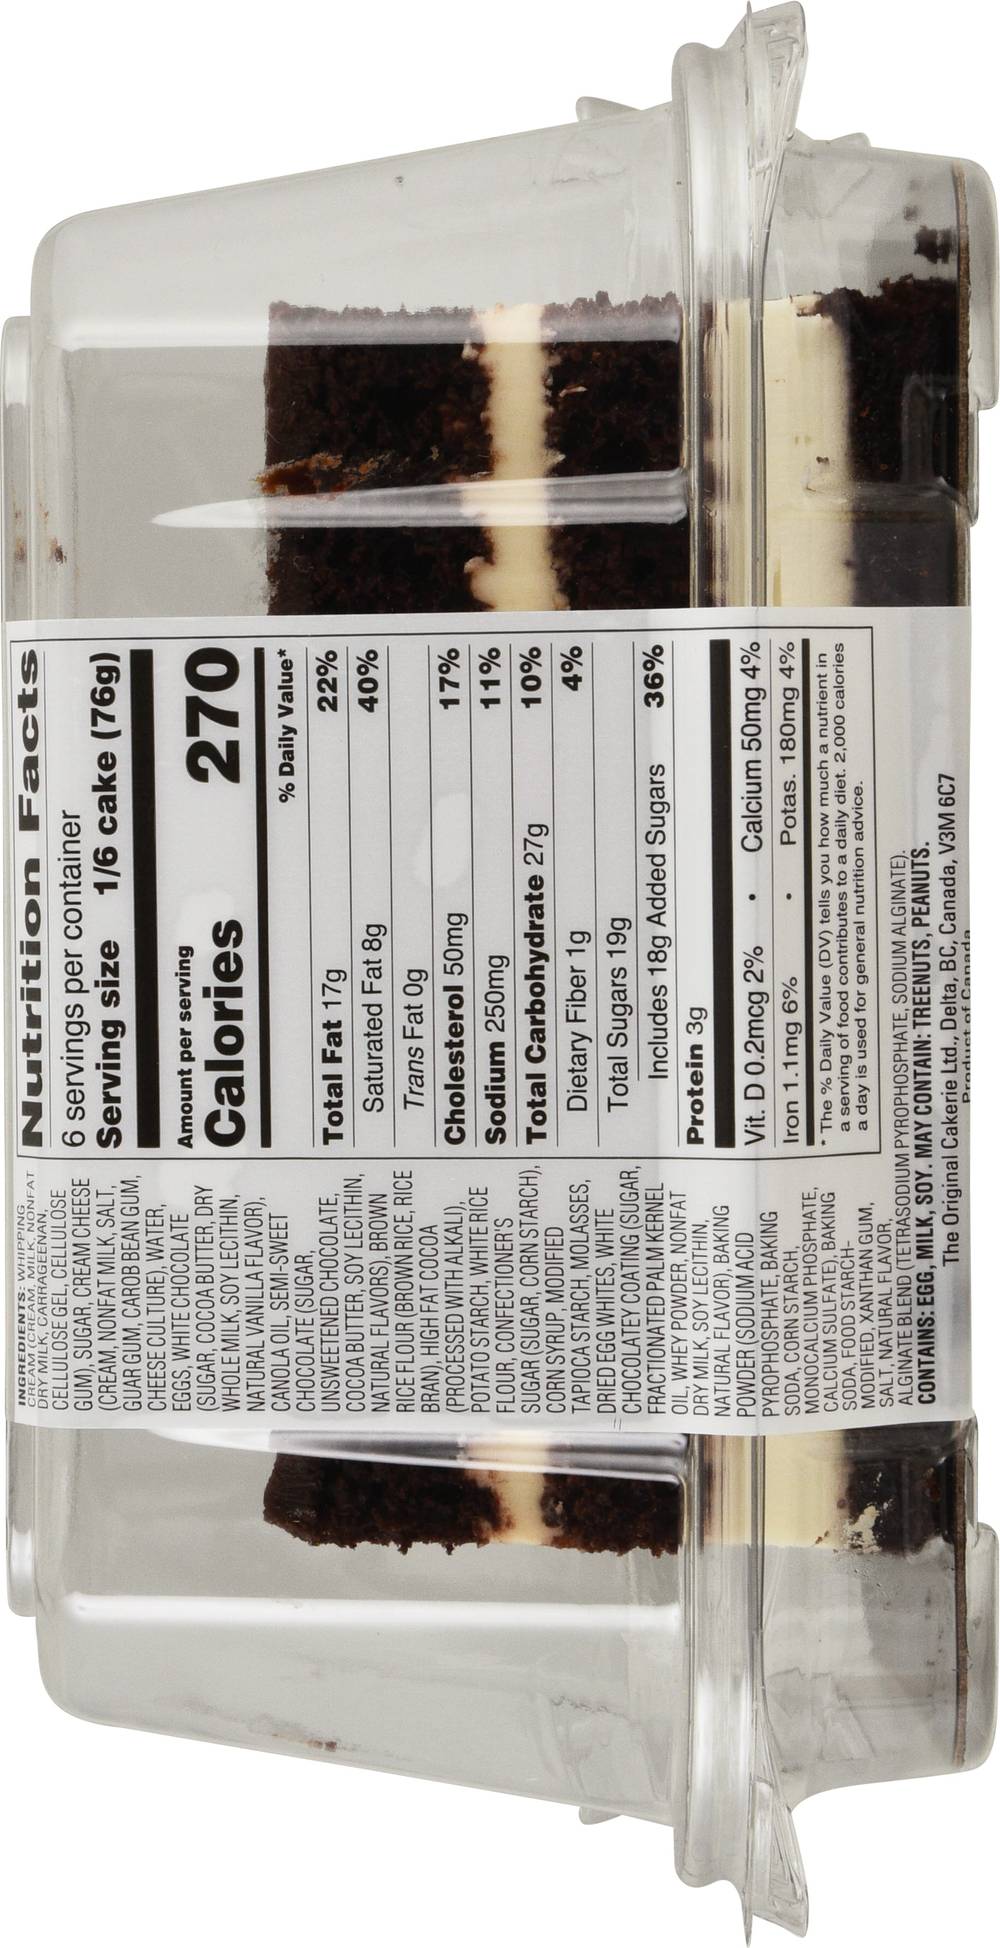 Nutrition Facts
6 servings per container
Serving size 1/6 cake (76g)
Amount per serving
Calories 270
% Daily Value*
Total Fat 17g 22%
Saturated Fat 8g 40%
Trans Fat 0g
Cholesterol 50mg 17%
Sodium 250mg 11%
Total Carbohydrate 27g 10%
Dietary Fiber 1g 4%
Total Sugars 19g
Includes 18g Added Sugars 36%
Protein 3g
Vit. D 0.2mcg 2% • Calcium 50mg 4%
Iron 1.1mg 6% • Potas. 180mg 4%
* The % Daily Value (DV) tells you how much a nutrient in
a serving of food contributes to a daily diet. 2,000 calories
a day is used for general nutrition advice.
INGREDIENTS: WHIPPING
CREAM (CREAM, MILK, NONFAT
DRY MILK, CARRAGEENAN,
CELLULOSE GEL, CELLULOSE
GUM), SUGAR, CREAM CHEESE
(CREAM, NONFAT MILK, SALT,
GUAR GUM, CAROB BEAN GUM,
CHEESE CULTURE), WATER,
EGGS, WHITE CHOCOLATE
(SUGAR, COCOA BUTTER, DRY
WHOLE MILK, SOY LECITHIN,
NATURAL VANILLA FLAVOR),
CANOLA OIL, SEMI-SWEET
CHOCOLATE (SUGAR,
UNSWEETENED CHOCOLATE,
COCOA BUTTER, SOY LECITHIN,
NATURAL FLAVORS), BROWN
RICE FLOUR (BROWN RICE, RICE
BRAN), HIGH FAT COCOA
(PROCESSED WITH ALKALI),
POTATO STARCH, WHITE RICE
FLOUR, CONFECTIONER'S
SUGAR (SUGAR, CORN STARCH),
CORN SYRUP, MODIFIED
TAPIOCA STARCH, MOLASSES,
DRIED EGG WHITES, WHITE
CHOCOLATEY COATING (SUGAR,
FRACTIONATED PALM KERNEL
OIL, WHEY POWDER, NONFAT
DRY MILK, SOY LECITHIN,
NATURAL FLAVOR), BAKING
POWDER (SODIUM ACID
PYROPHOSPHATE, BAKING
SODA, CORN STARCH,
MONOCALCIUM PHOSPHATE,
CALCIUM SULFATE), BAKING
SODA, FOOD STARCH-
MODIFIED, XANTHAN GUM,
SALT, NATURAL FLAVOR,
ALGINATE BLEND (TETRASODIUM PYROPHOSPHATE, SODIUM ALGINATE).
CONTAINS: EGG, MILK, SOY. MAY CONTAIN: TREENUTS, PEANUTS.
The Original Cakerie Ltd., Delta, BC, Canada, V3M 6C7
Product of Canada